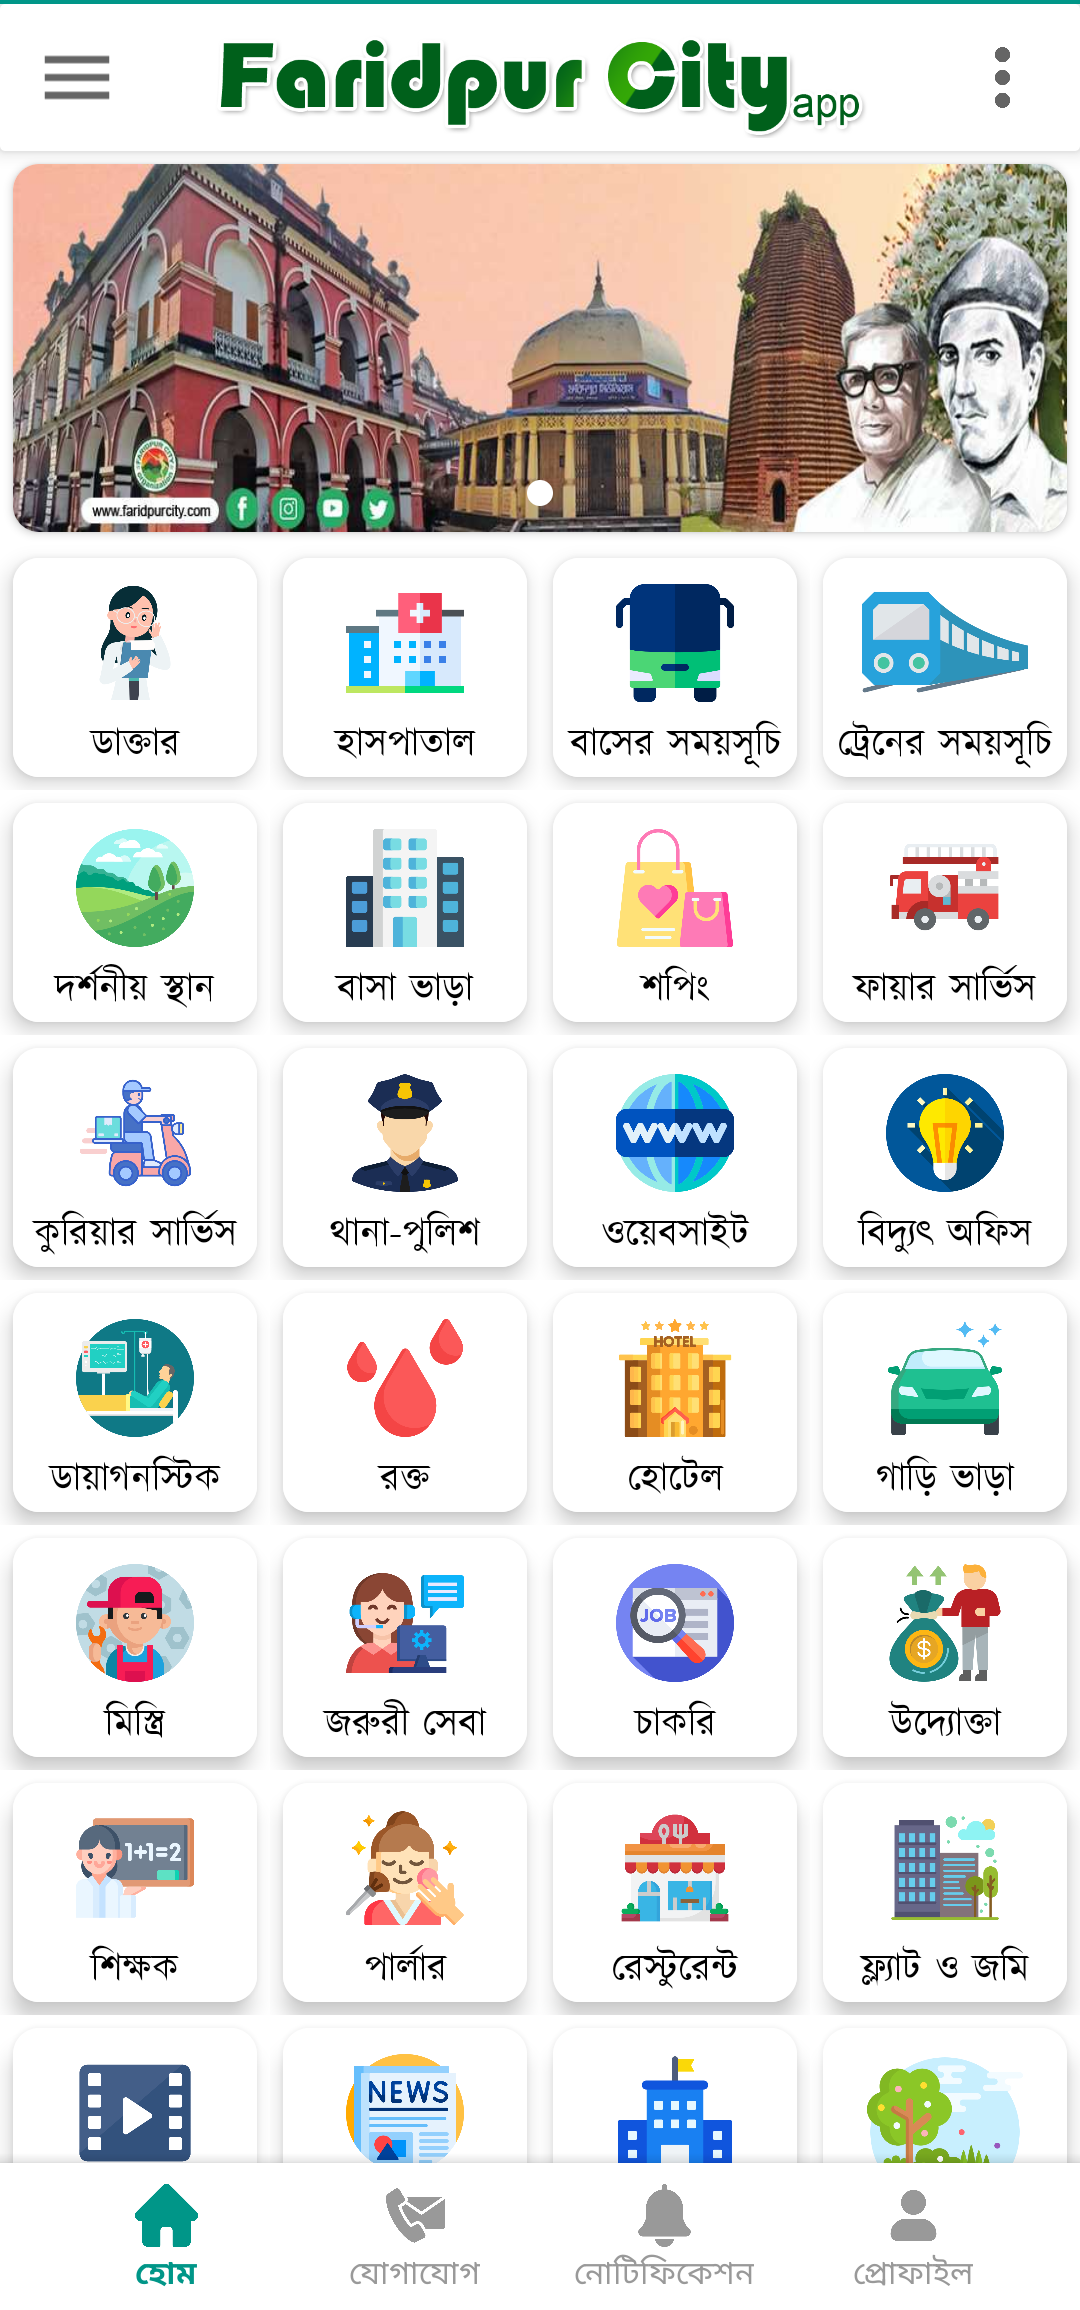 Faridpur City app
www.faridpurcity.com
ডাক্তার
হাসপাতাল
বাসের সময়সূচি
ট্রেনের সময়সূচি
দর্শনীয় স্থান
বাসা ভাড়া
শপিং
ফায়ার সার্ভিস
কুরিয়ার সার্ভিস
থানা-পুলিশ
www
ওয়েবসাইট
বিদ্যুৎ অফিস
HOTEL
ডায়াগনস্টিক
রক্ত
হোটেল
গাড়ি ভাড়া
JOB
মিস্ত্রি
জরুরী সেবা
চাকরি
উদ্যোক্তা
1+1=2
শিক্ষক
পার্লার
রেস্টুরেন্ট
ফ্ল্যাট ও জমি
NEWS
হোম
যোগাযোগ
নোটিফিকেশন
প্রোফাইল